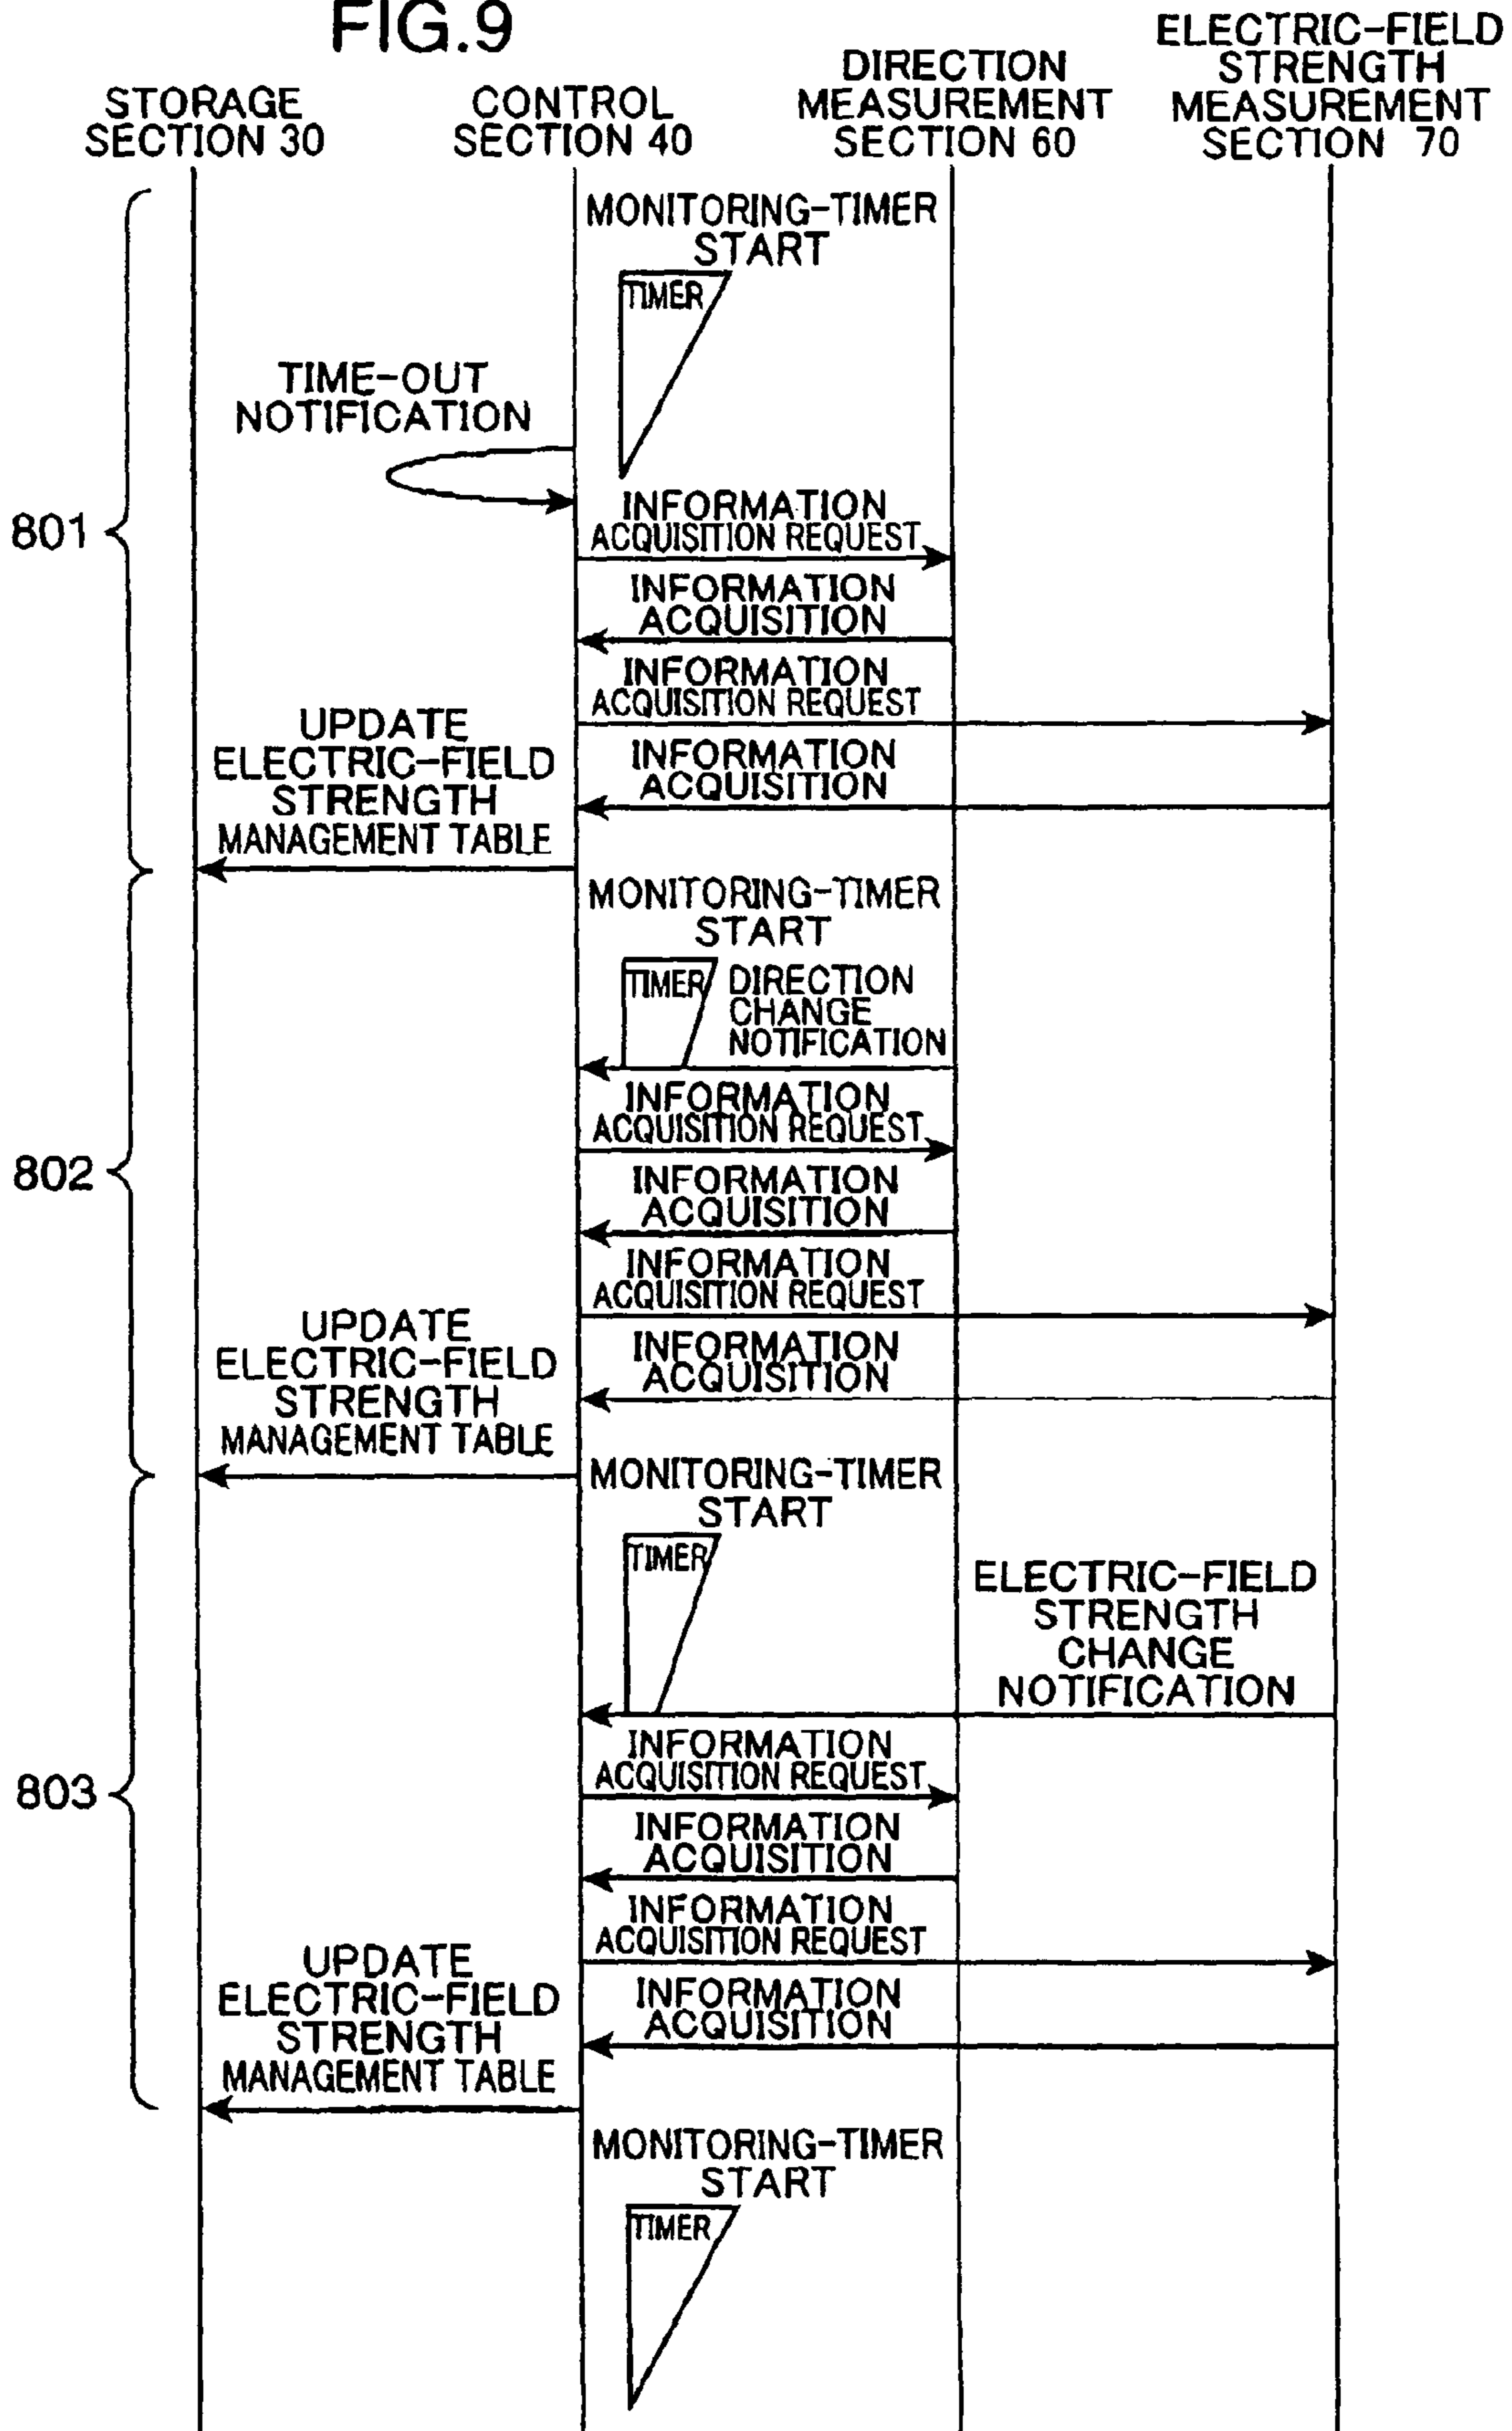 FIG.9
STORAGE
SECTION 30
CONTROL
SECTION 40
DIRECTION
MEASUREMENT
SECTION 60
ELECTRIC-FIELD
STRENGTH
MEASUREMENT
SECTION 70
801
MONITORING-TIMER
START
TIMER
TIME-OUT
NOTIFICATION
INFORMATION
ACQUISITION REQUEST
INFORMATION
ACQUISITION
INFORMATION
ACQUISITION REQUEST
INFORMATION
ACQUISITION
UPDATE
ELECTRIC-FIELD
STRENGTH
MANAGEMENT TABLE
802
MONITORING-TIMER
START
TIMER
DIRECTION
CHANGE
NOTIFICATION
INFORMATION
ACQUISITION REQUEST
INFORMATION
ACQUISITION
INFORMATION
ACQUISITION REQUEST
INFORMATION
ACQUISITION
UPDATE
ELECTRIC-FIELD
STRENGTH
MANAGEMENT TABLE
803
MONITORING-TIMER
START
TIMER
ELECTRIC-FIELD
STRENGTH
CHANGE
NOTIFICATION
INFORMATION
ACQUISITION REQUEST
INFORMATION
ACQUISITION
INFORMATION
ACQUISITION REQUEST
INFORMATION
ACQUISITION
UPDATE
ELECTRIC-FIELD
STRENGTH
MANAGEMENT TABLE
MONITORING-TIMER
START
TIMER